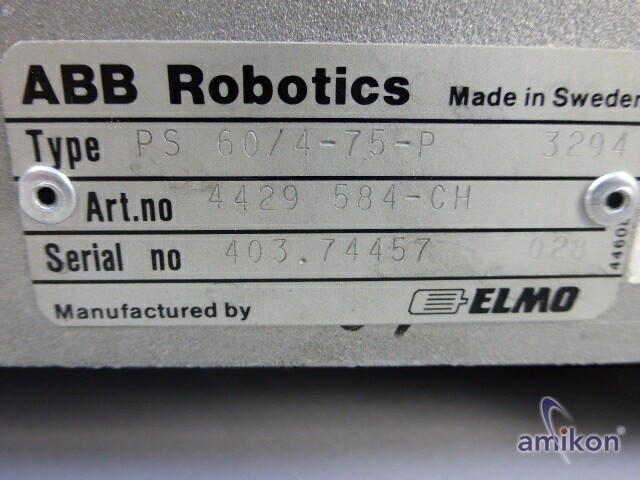 ABB Robotics Made in Sweden
Type PS 60/4-75-P 3294
Art.no 4429 584-CH
Serial no 403.74457 028
Manufactured by ELMO
amikon®